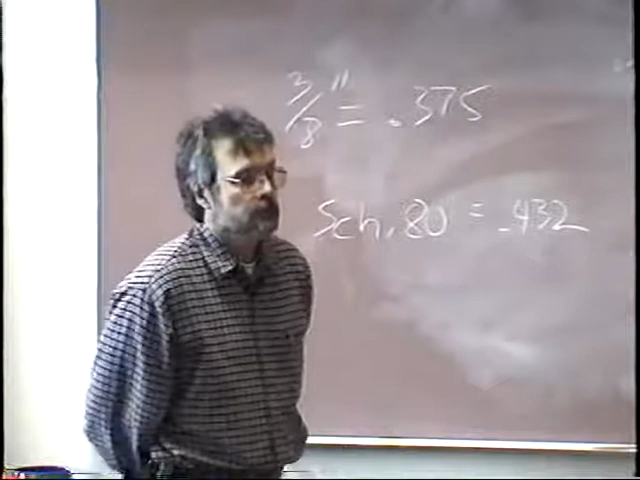 3/8" = .375
Sch. 80 = .432